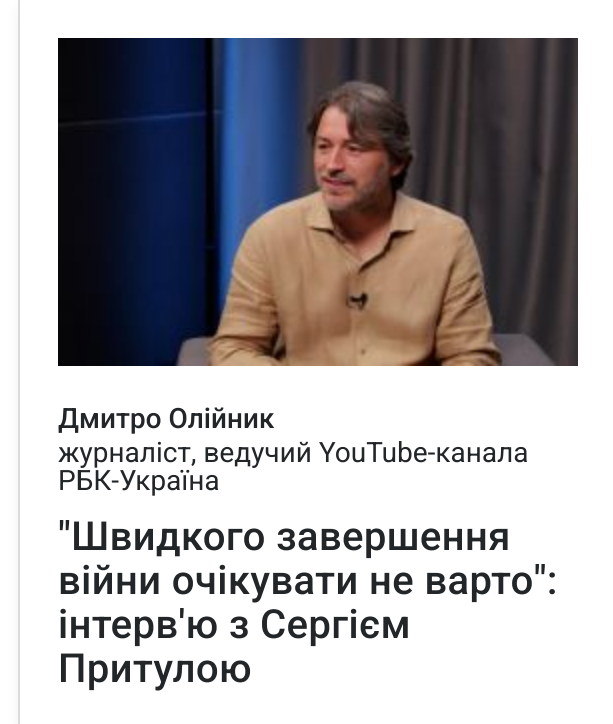 Дмитро Олійник
журналіст, ведучий YouTube-канала
РБК-Україна
"Швидкого завершення
війни очікувати не варто":
інтерв'ю з Сергієм
Притулою